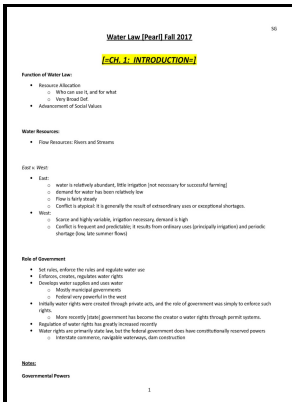 SG
Water Law [Pearl] Fall 2017
[=CH. 1: INTRODUCTION=]
Function of Water Law:
• Resource Allocation
o Who can use it, and for what
o Very Broad Def.
• Advancement of Social Values
Water Resources:
• Flow Resources: Rivers and Streams
East v. West:
• East:
o water is relatively abundant, little irrigation [not necessary for successful farming]
o demand for water has been relatively low
o Flow is fairly steady
o Conflict is atypical: it is generally the result of extraordinary uses or exceptional shortages.
• West:
o Scarce and highly variable, irrigation necessary, demand is high
o Conflict is frequent and predictable; it results from ordinary uses (principally irrigation) and periodic
shortage (low, late summer flows)
Role of Government
• Set rules, enforce the rules and regulate water use
• Enforces, creates, regulates water rights
• Develops water supplies and uses water
o Mostly municipal governments
o Federal very powerful in the west
• Initially water rights were created through private acts, and the role of government was simply to enforce such
rights.
o More recently [state] government has become the creator o water rights through permit systems.
• Regulation of water rights has greatly increased recently
• Water rights are primarily state law, but the federal government does have constitutionally reserved powers
o Interstate commerce, navigable waterways, dam construction
Notes:
Governmental Powers
1